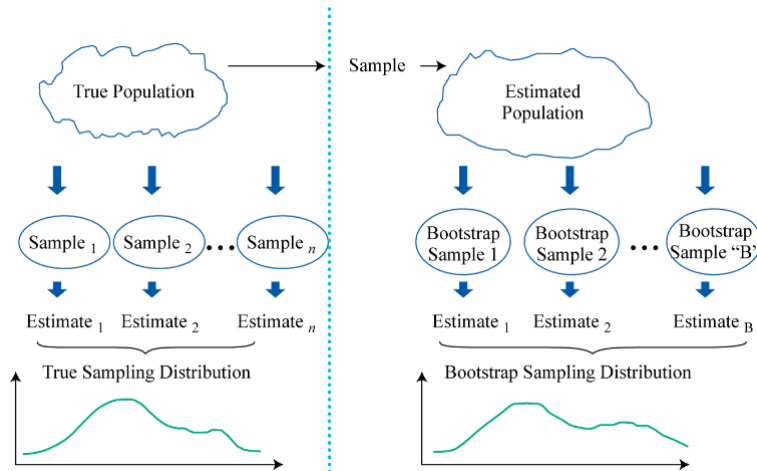 True Population
Sample
Estimated
Population
Sample 1
Sample 2
...
Sample n
Bootstrap
Sample 1
Bootstrap
Sample 2
...
Bootstrap
Sample “B”
Estimate 1
Estimate 2
Estimate n
Estimate 1
Estimate 2
Estimate B
True Sampling Distribution
Bootstrap Sampling Distribution